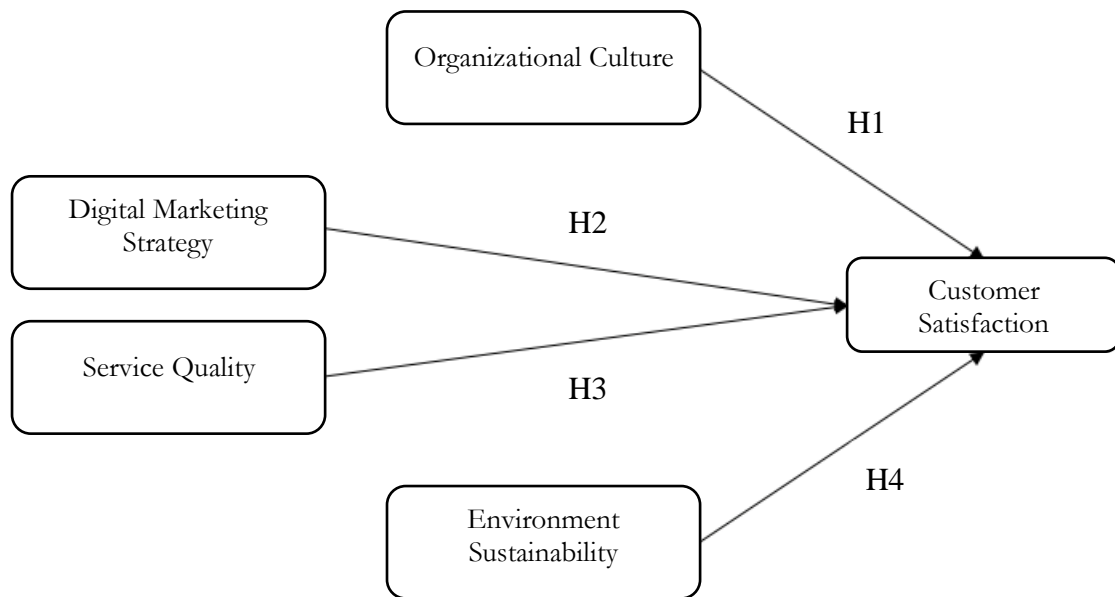 Organizational Culture
H1
Digital Marketing
Strategy
H2
Customer
Satisfaction
Service Quality
H3
H4
Environment
Sustainability